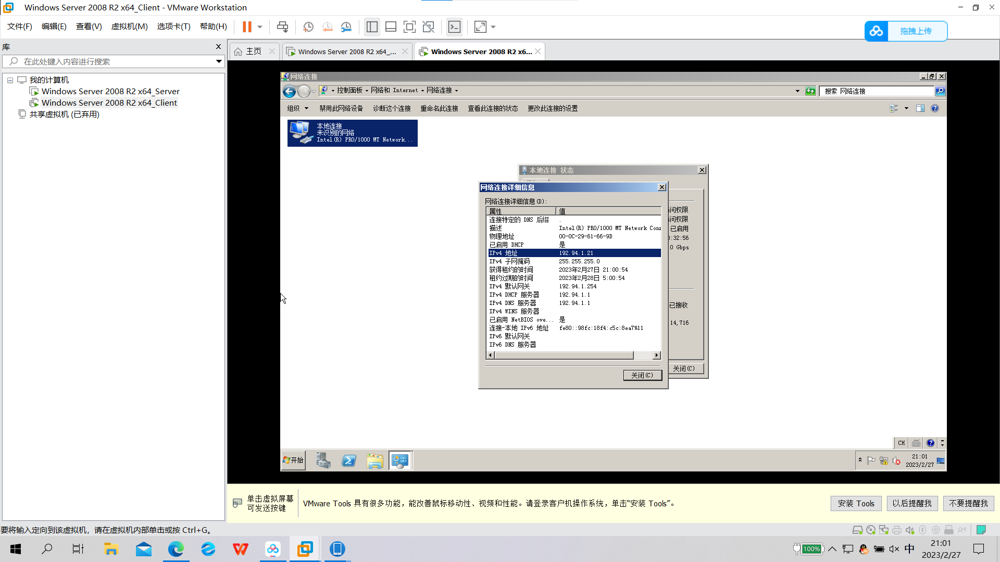 Windows Server 2008 R2 x64_Client - VMware Workstation
文件(F) 编辑(E) 查看(V) 虚拟机(M) 选项卡(T) 帮助(H)
拖拽上传
库
在此处键入内容进行搜索
我的计算机
Windows Server 2008 R2 x64_Server
Windows Server 2008 R2 x64_Client
共享虚拟机 (已弃用)
主页
Windows Server 2008 R2 x64_...
Windows Server 2008 R2 x6...
网络连接
控制面板 网络和 Internet 网络连接
搜索 网络连接
组织 禁用此网络设备 诊断这个连接 重命名此连接 查看此连接的状态 更改此连接的设置
本地连接
未识别的网络
Intel(R) PRO/1000 MT Network...
本地连接 状态
网络连接详细信息
网络连接详细信息(D):
属性 值
连接特定的 DNS 后缀 .
描述 Intel(R) PRO/1000 MT Network Conn
物理地址 00-0C-29-61-66-9D
已启用 DHCP 是
IPv4 地址 192.94.1.21
IPv4 子网掩码 255.255.255.0
获得租约的时间 2023年2月27日 21:00:54
租约过期的时间 2023年2月28日 5:00:54
IPv4 默认网关 192.94.1.254
IPv4 DHCP 服务器 192.94.1.1
IPv4 DNS 服务器 192.94.1.1
IPv4 WINS 服务器
已启用 NetBIOS ove... 是
连接-本地 IPv6 地址 fe80::98fc:18f4:c5c:8ea7%11
IPv6 默认网关
IPv6 DNS 服务器
关闭(C)
问权限
问权限
已启用
:32:56
0 Gbps
已接收
14,716
关闭(C)
CH
开始
21:01
2023/2/27
单击虚拟屏幕
可发送按键
VMware Tools 具有很多功能，能改善鼠标移动性、视频和性能。请登录客户机操作系统，单击“安装 Tools”。
安装 Tools 以后提醒我 不要提醒我
要将输入定向到该虚拟机，请在虚拟机内部单击或按 Ctrl+G。
100%
中
21:01
2023/2/27